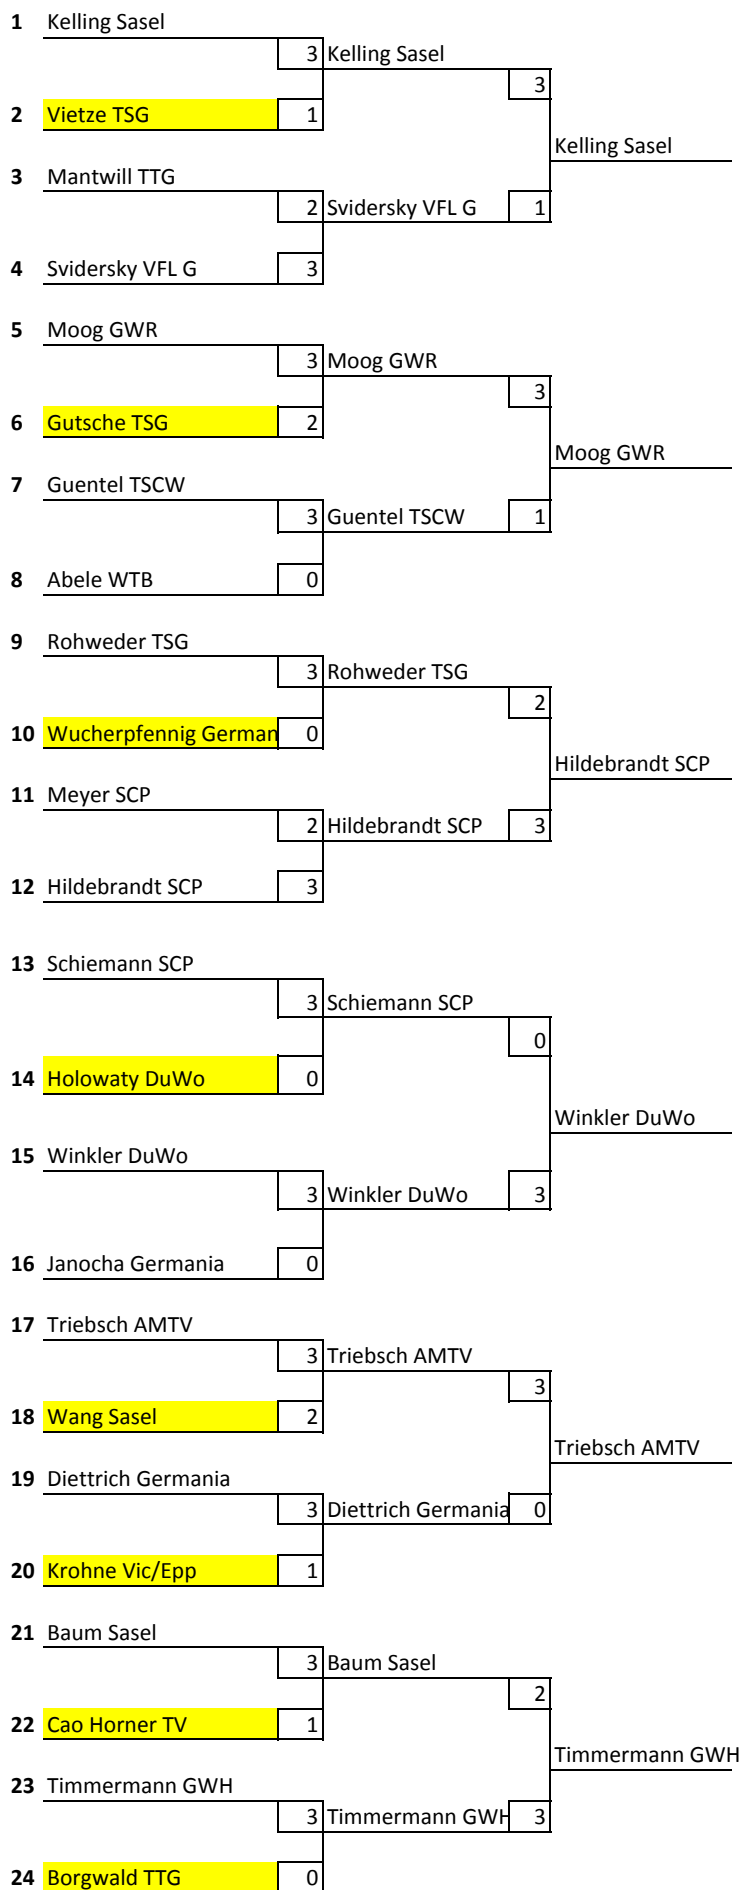 1 Kelling Sasel
3 Kelling Sasel
3
2 Vietze TSG 1
Kelling Sasel
3 Mantwill TTG
2 Svidersky VFL G 1
4 Svidersky VFL G 3
5 Moog GWR
3 Moog GWR
3
6 Gutsche TSG 2
Moog GWR
7 Guentel TSCW
3 Guentel TSCW 1
8 Abele WTB 0
9 Rohweder TSG
3 Rohweder TSG
2
10 Wucherpfennig German 0
Hildebrandt SCP
11 Meyer SCP
2 Hildebrandt SCP 3
12 Hildebrandt SCP 3
13 Schiemann SCP
3 Schiemann SCP
0
14 Holowaty DuWo 0
Winkler DuWo
15 Winkler DuWo
3 Winkler DuWo 3
16 Janocha Germania 0
17 Triebsch AMTV
3 Triebsch AMTV
3
18 Wang Sasel 2
Triebsch AMTV
19 Diettrich Germania
3 Diettrich Germania 0
20 Krohne Vic/Epp 1
21 Baum Sasel
3 Baum Sasel
2
22 Cao Horner TV 1
Timmermann GWH
23 Timmermann GWH
3 Timmermann GWH 3
24 Borgwald TTG 0